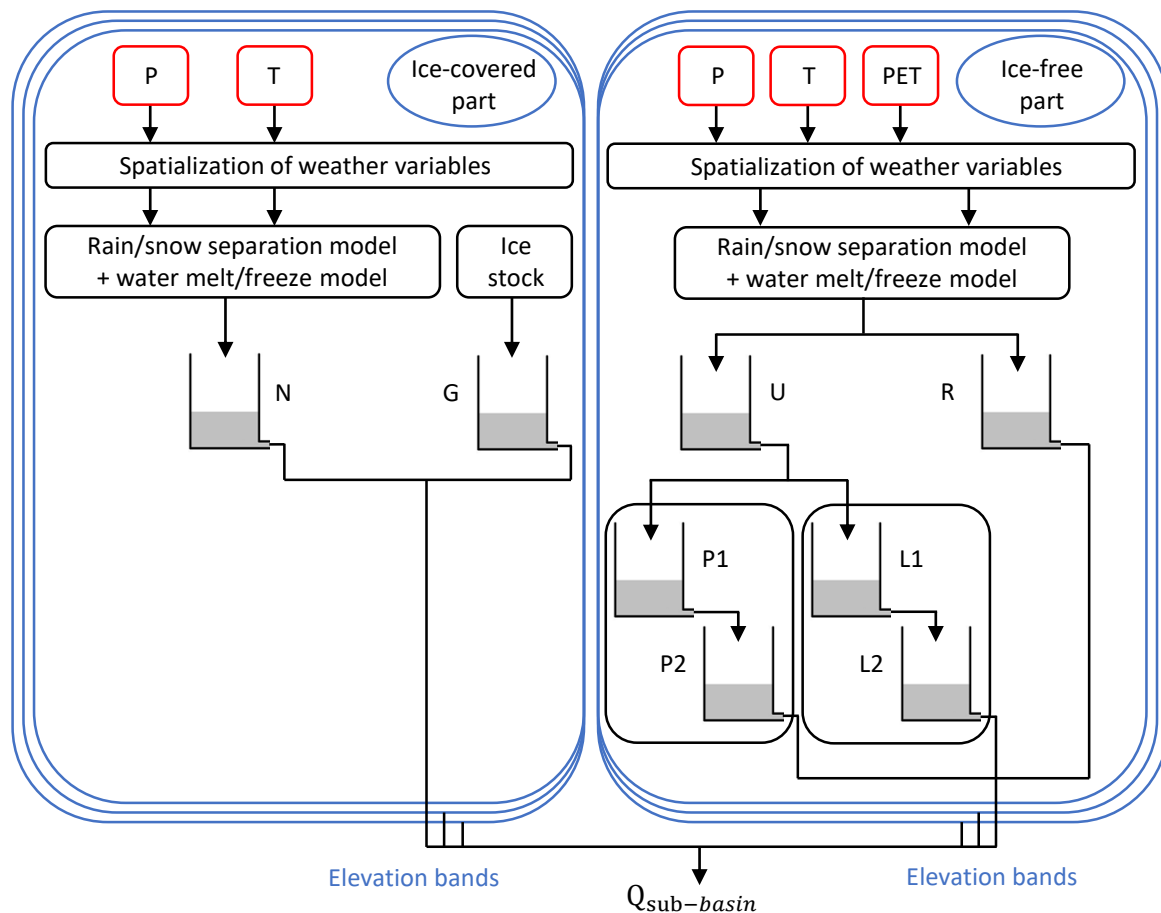 P
T
Ice-covered
part
Spatialization of weather variables
Rain/snow separation model
+ water melt/freeze model
Ice
stock
N
G
P
T
PET
Ice-free
part
Spatialization of weather variables
Rain/snow separation model
+ water melt/freeze model
U
R
P1
L1
P2
L2
Elevation bands
Elevation bands
Qsub−basin